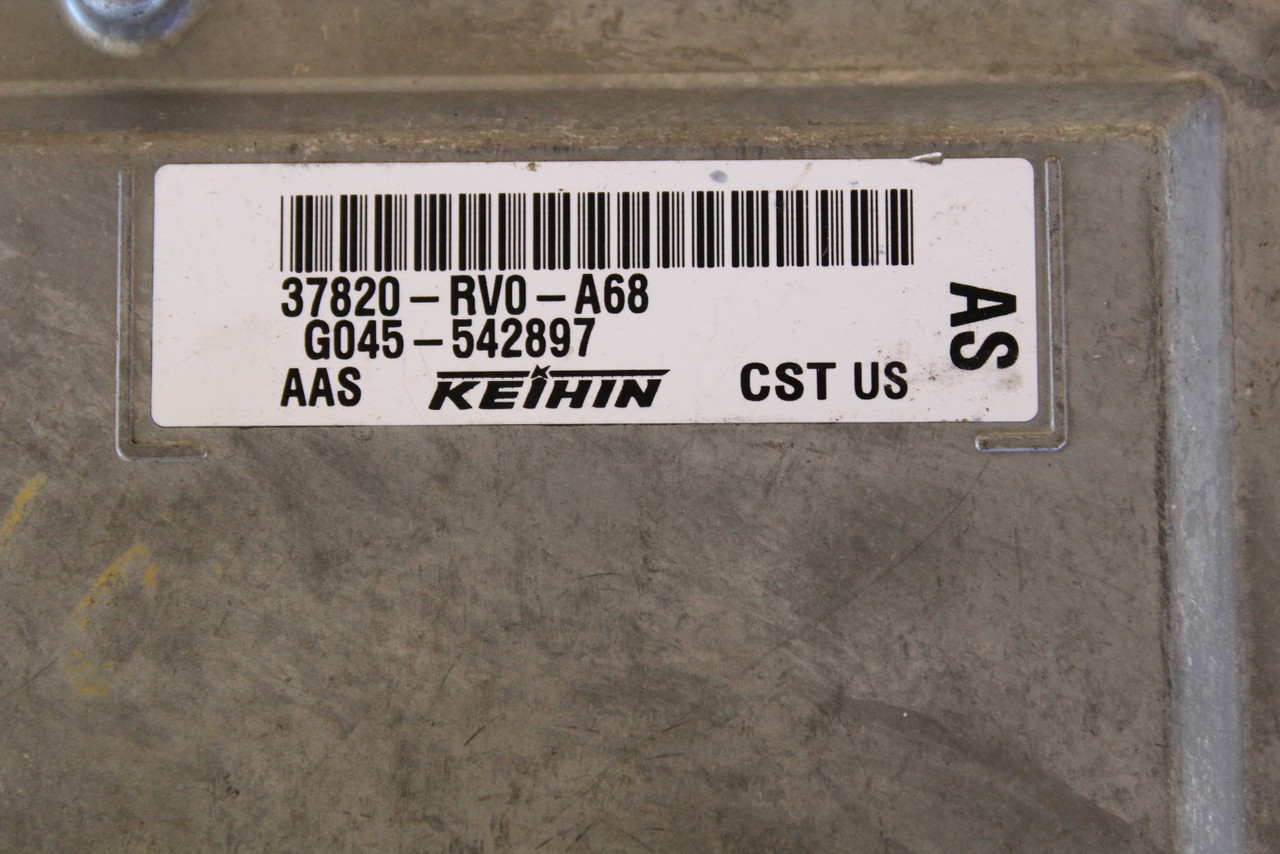 37820-RV0-A68
G045-542897
AAS KEIHIN CST US
AS